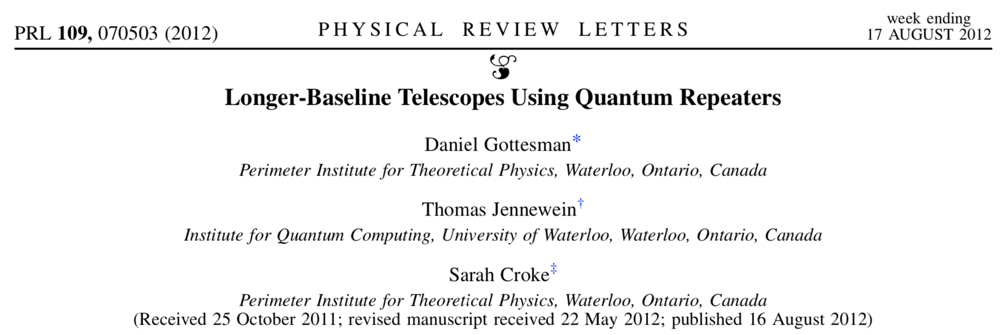 PRL 109, 070503 (2012)
PHYSICAL REVIEW LETTERS
week ending
17 AUGUST 2012
Longer-Baseline Telescopes Using Quantum Repeaters
Daniel Gottesman*
Perimeter Institute for Theoretical Physics, Waterloo, Ontario, Canada
Thomas Jennewein†
Institute for Quantum Computing, University of Waterloo, Waterloo, Ontario, Canada
Sarah Croke‡
Perimeter Institute for Theoretical Physics, Waterloo, Ontario, Canada
(Received 25 October 2011; revised manuscript received 22 May 2012; published 16 August 2012)